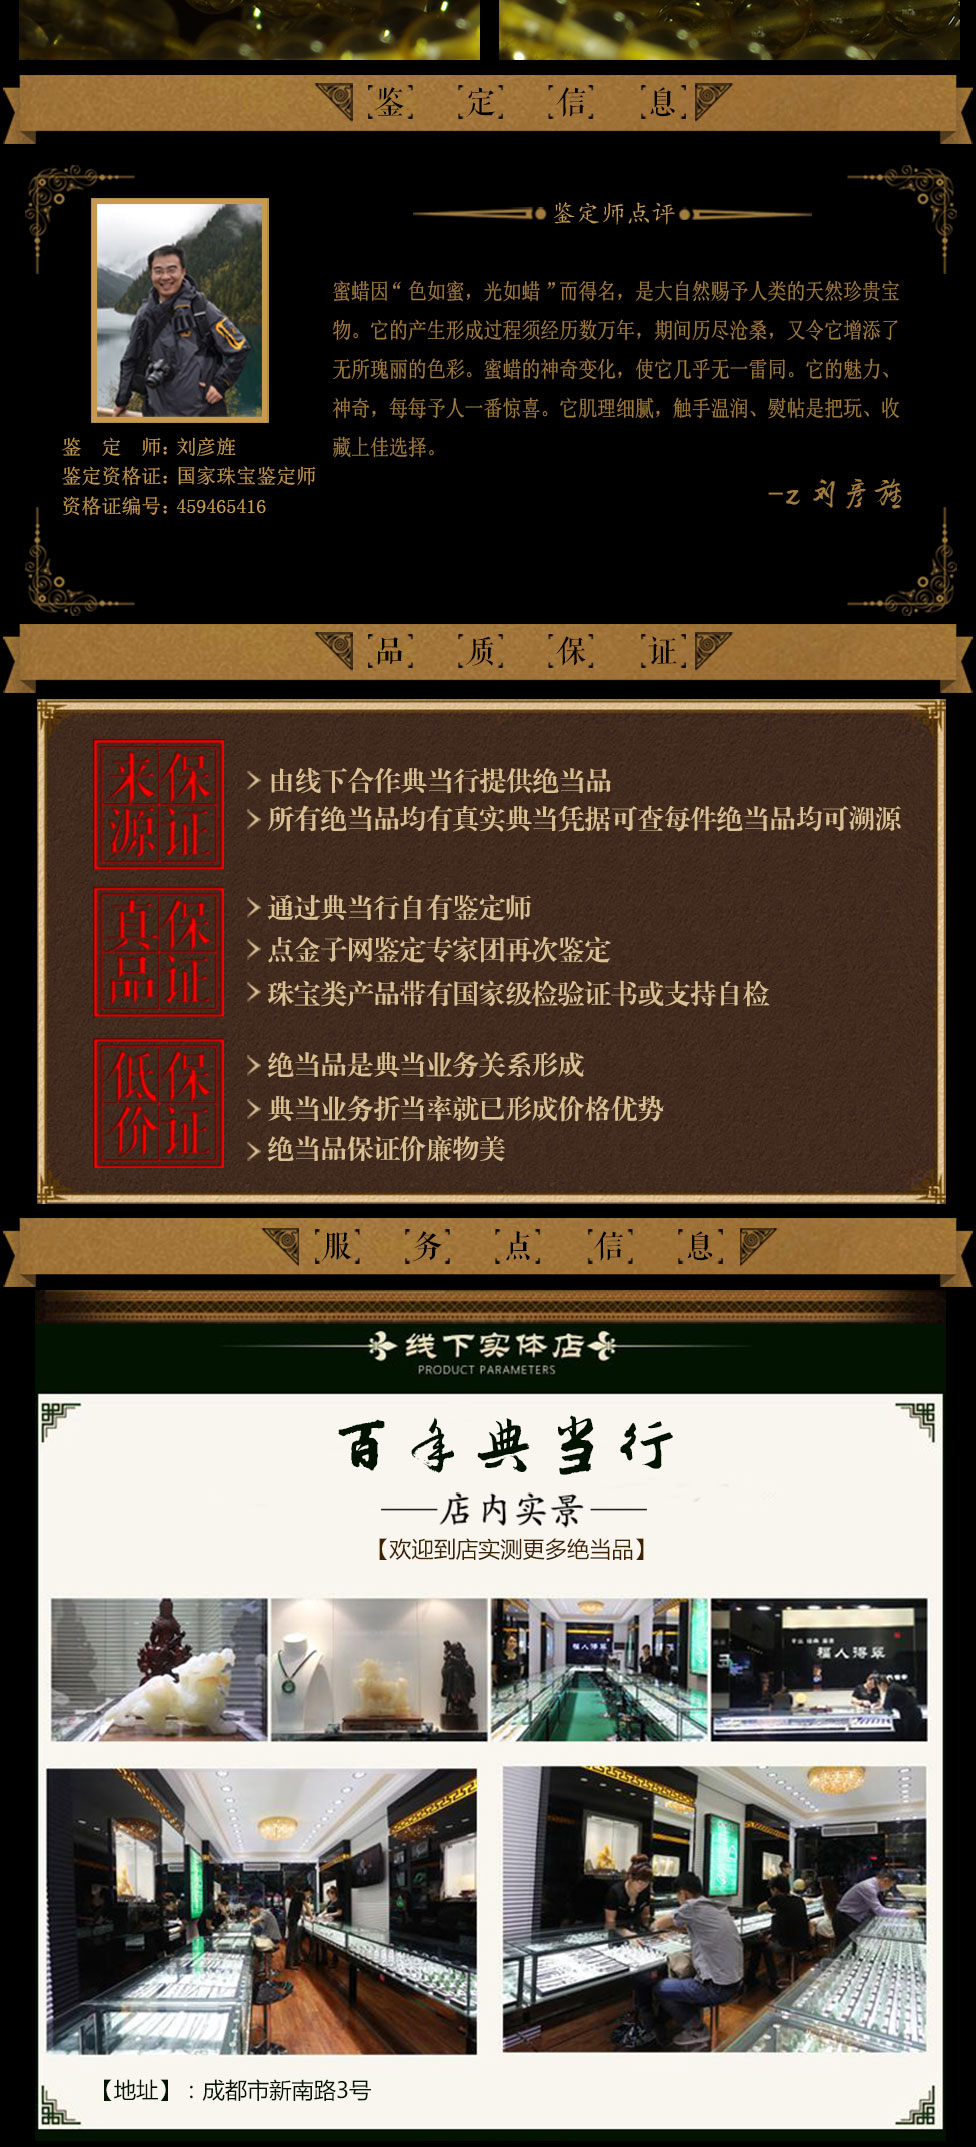 鉴 定 信 息
鉴定师点评
蜜蜡因“色如蜜，光如蜡”而得名，是大自然赐予人类的天然珍贵宝
物。它的产生形成过程须经历数万年，期间历尽沧桑，又令它增添了
无所瑰丽的色彩。蜜蜡的神奇变化，使它几乎无一雷同。它的魅力、
神奇，每每予人一番惊喜。它肌理细腻，触手温润、熨帖是把玩、收
藏上佳选择。
鉴 定 师：刘彦旌
鉴定资格证：国家珠宝鉴定师
资格证编号：459465416
—z 刘彦旌
品 质 保 证
来源保证
由线下合作典当行提供绝当品
所有绝当品均有真实典当凭据可查每件绝当品均可溯源
真品保证
通过典当行自有鉴定师
点金子网鉴定专家团再次鉴定
珠宝类产品带有国家级检验证书或支持自检
低价保证
绝当品是典当业务关系形成
典当业务折当率就已形成价格优势
绝当品保证价廉物美
服 务 点 信 息
线下实体店
PRODUCT PARAMETERS
百年典当行
店内实景
【欢迎到店实测更多绝当品】
福人得翠
福人得翠
【地址】：成都市新南路3号